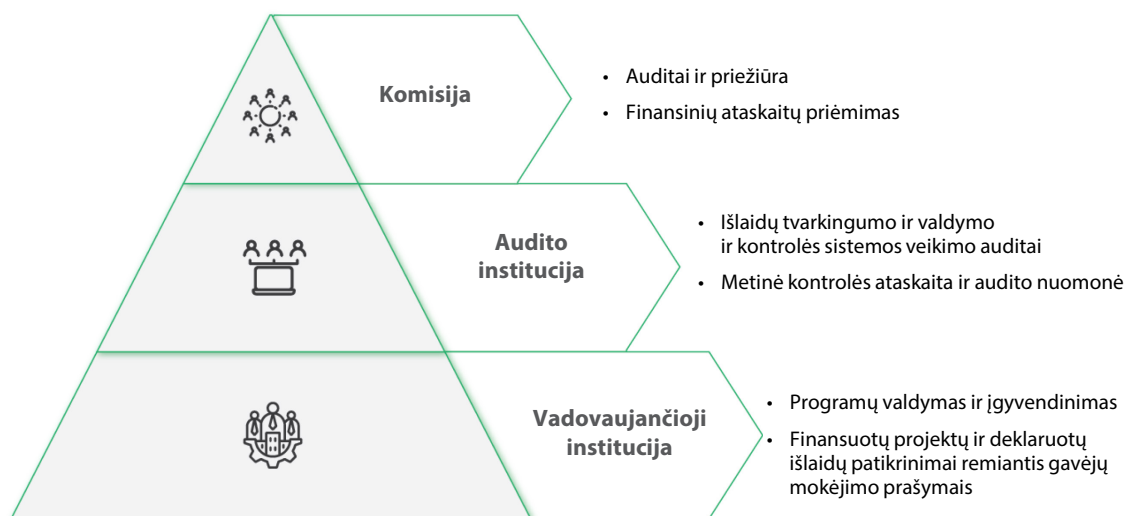 Komisija
• Auditai ir priežiūra
• Finansinių ataskaitų priėmimas
Audito
institucija
• Išlaidų tvarkingumo ir valdymo
ir kontrolės sistemos veikimo auditai
• Metinė kontrolės ataskaita ir audito nuomonė
Vadovaujančioji
institucija
• Programų valdymas ir įgyvendinimas
• Finansuotų projektų ir deklaruotų
išlaidų patikrinimai remiantis gavėjų
mokėjimo prašymais